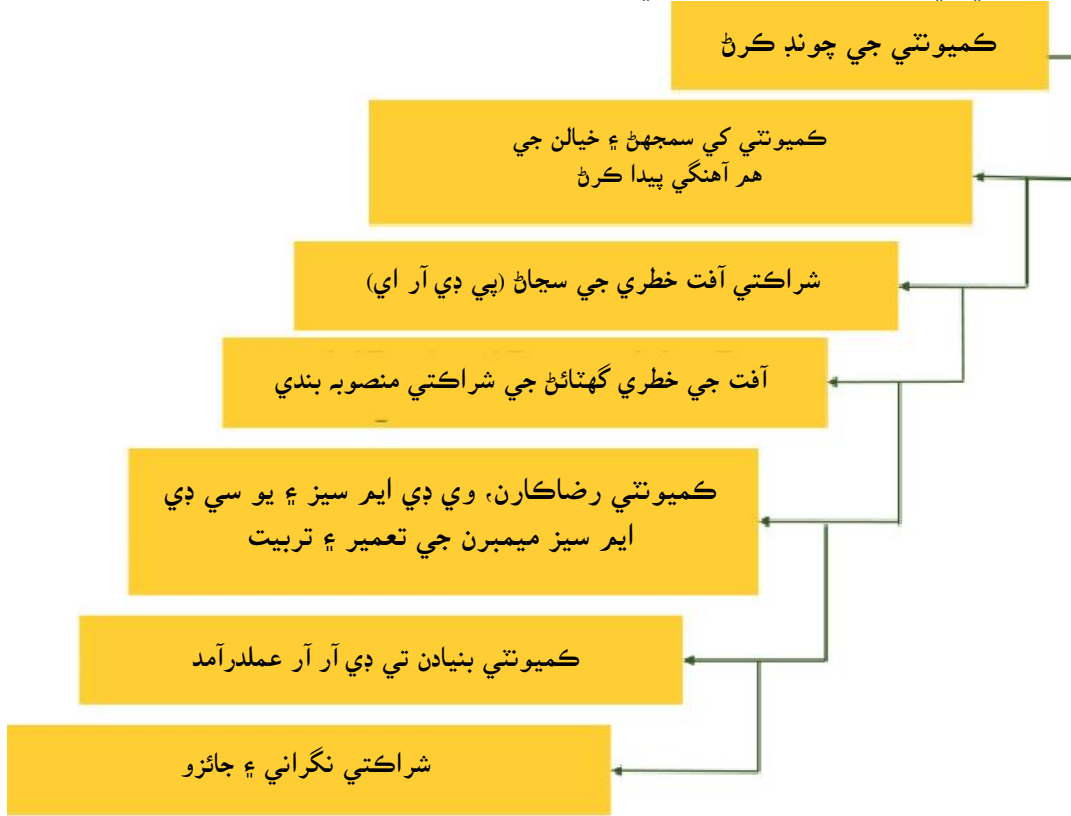 ڪميونٽي جي چونڊ ڪرڻ
ڪميونٽي کي سمجهڻ ۽ خيالن جي
هم آهنگي پيدا ڪرڻ
شراڪتي آفت خطري جي سڃاڻ (پي ڊي آر اي)
آفت جي خطري گهٽائڻ جي شراڪتي منصوبه بندي
ڪميونٽي رضاڪارن، وي ڊي ايم سيز ۽ يو سي ڊي
ايم سيز ميمبرن جي تعمير ۽ تربيت
ڪميونٽي بنيادن تي ڊي آر آر عملدرآمد
شراڪتي نگراني ۽ جائزو